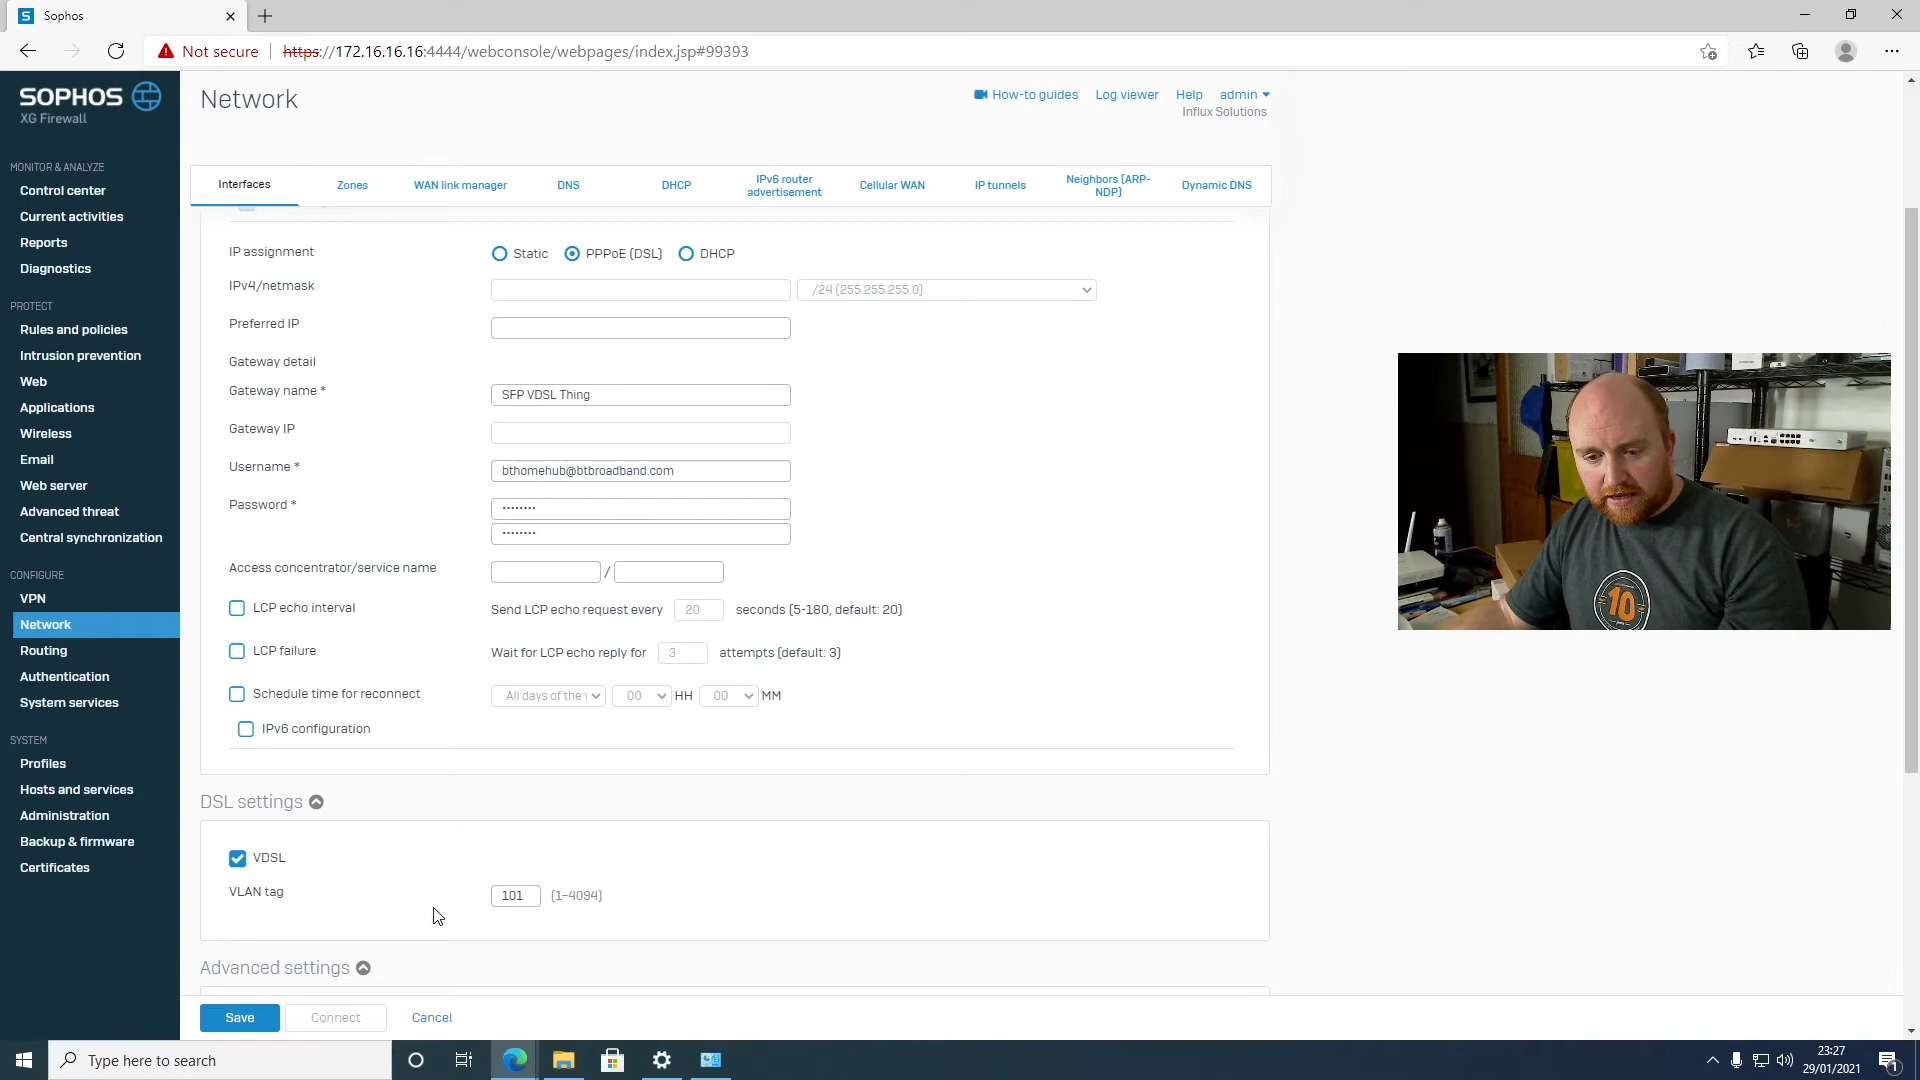 Sophos
Not secure
https://172.16.16.16:4444/webconsole/webpages/index.jsp#99393
SOPHOS
XG Firewall
Network
How-to guides
Log viewer
Help
admin
Influx Solutions
Interfaces
Zones
WAN link manager
DNS
DHCP
IPv6 router
advertisement
Cellular WAN
IP tunnels
Neighbors (ARP-
NDP)
Dynamic DNS
MONITOR & ANALYZE
Control center
Current activities
Reports
Diagnostics
PROTECT
Rules and policies
Intrusion prevention
Web
Applications
Wireless
Email
Web server
Advanced threat
Central synchronization
CONFIGURE
VPN
Network
Routing
Authentication
System services
SYSTEM
Profiles
Hosts and services
Administration
Backup & firmware
Certificates
IP assignment
Static
PPPoE (DSL)
DHCP
IPv4/netmask
/24 (255.255.255.0)
Preferred IP
Gateway detail
Gateway name *
SFP VDSL Thing
Gateway IP
Username *
bthomehub@btbroadband.com
Password *
••••••••
••••••••
Access concentrator/service name
/
LCP echo interval
Send LCP echo request every 20 seconds (5-180, default: 20)
LCP failure
Wait for LCP echo reply for 3 attempts (default: 3)
Schedule time for reconnect
All days of the
00 HH 00 MM
IPv6 configuration
DSL settings
VDSL
VLAN tag
101 (1-4094)
Advanced settings
Save
Connect
Cancel
10
Type here to search
23:27
29/01/2021
1